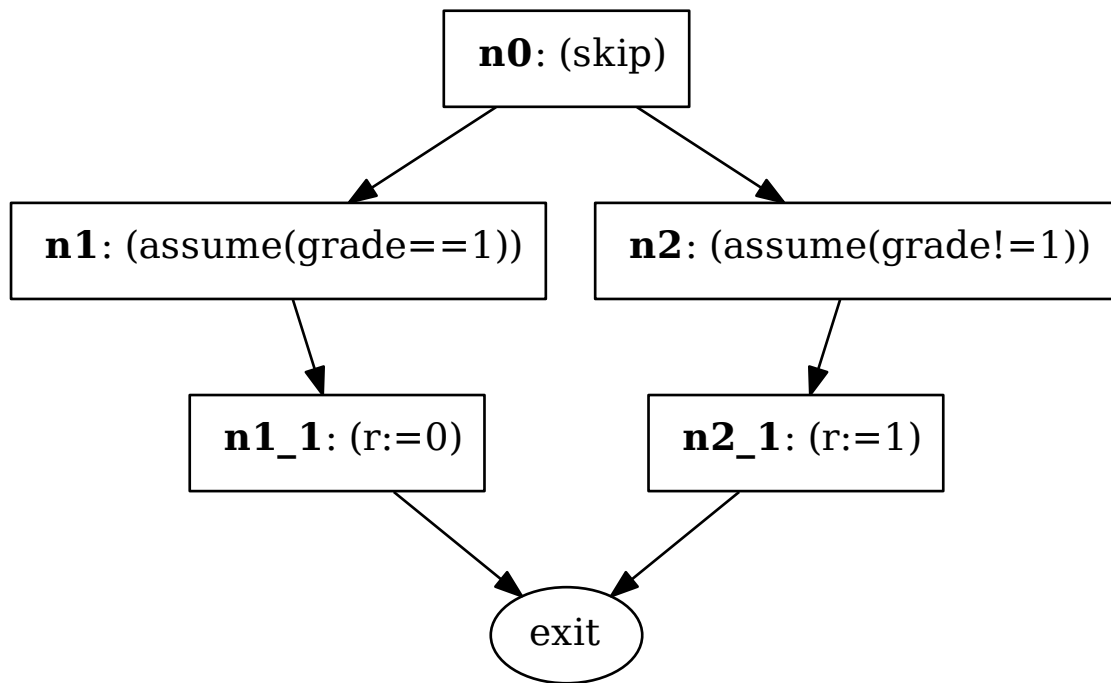 n0: (skip)
n1: (assume(grade==1))
n2: (assume(grade!=1))
n1_1: (r:=0)
n2_1: (r:=1)
exit